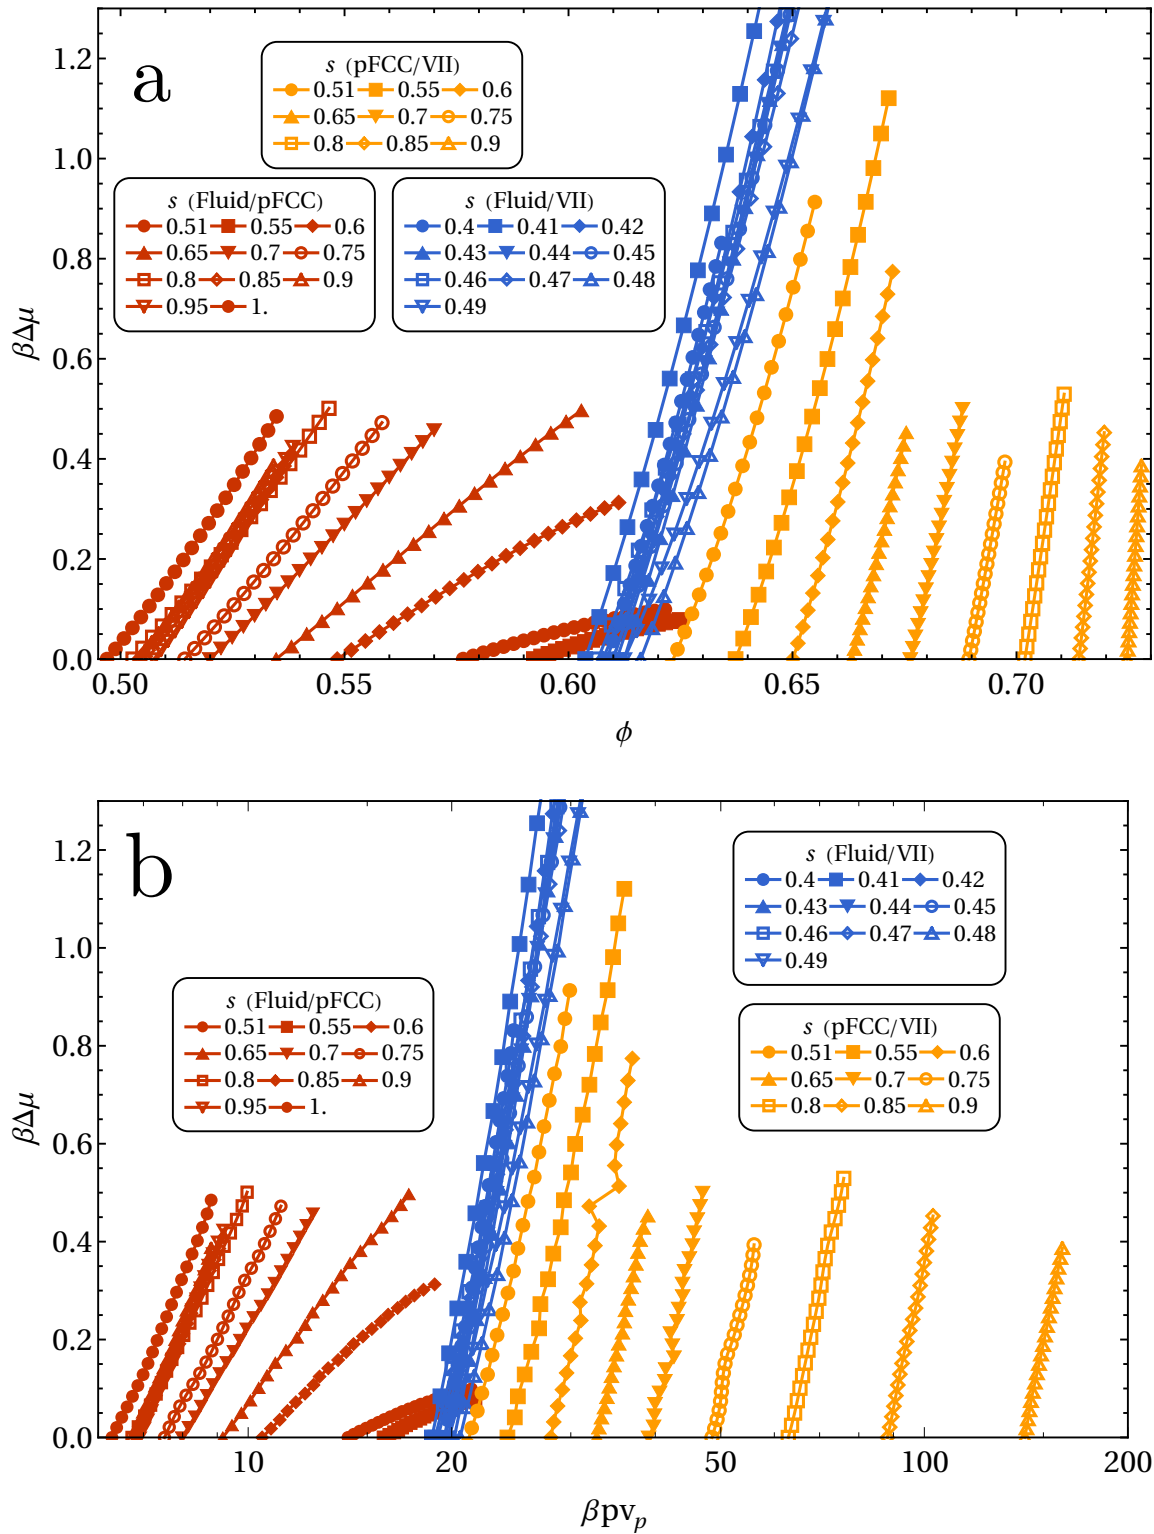 a
s (pFCC/VII)
0.51 0.55 0.6
0.65 0.7 0.75
0.8 0.85 0.9
s (Fluid/pFCC)
0.51 0.55 0.6
0.65 0.7 0.75
0.8 0.85 0.9
0.95 1.
s (Fluid/VII)
0.4 0.41 0.42
0.43 0.44 0.45
0.46 0.47 0.48
0.49
1.2
1.0
0.8
0.6
0.4
0.2
0.0
βΔμ
0.50 0.55 0.60 0.65 0.70
ϕ
b
s (Fluid/VII)
0.4 0.41 0.42
0.43 0.44 0.45
0.46 0.47 0.48
0.49
s (Fluid/pFCC)
0.51 0.55 0.6
0.65 0.7 0.75
0.8 0.85 0.9
0.95 1.
s (pFCC/VII)
0.51 0.55 0.6
0.65 0.7 0.75
0.8 0.85 0.9
1.2
1.0
0.8
0.6
0.4
0.2
0.0
βΔμ
10 20 50 100 200
βpvₚ